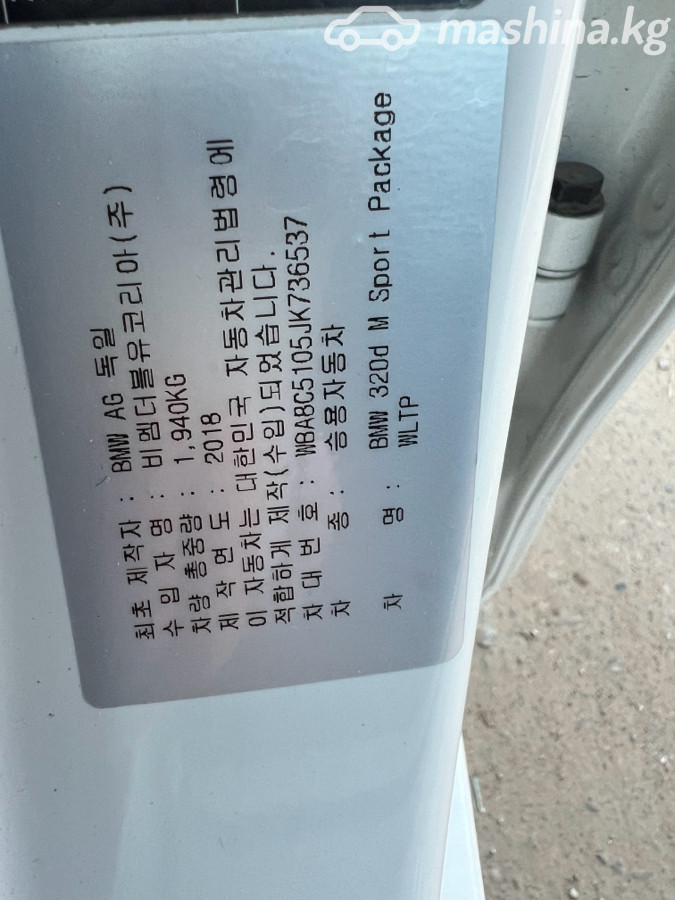 mashina.kg
최초 제작자 : BMW AG 독일
수 입 자 명 : 비엠더블유코리아(주)
차량 총중량 : 1,940KG
제 작 연 도 : 2018
이 자동차는 대한민국 자동차관리법령에
적합하게 제작(수입)되었습니다.
차 대 번 호 : WBA8C5105JK736537
차 종 : 승용자동차
차 명 : BMW 320d M Sport Package
WLTP